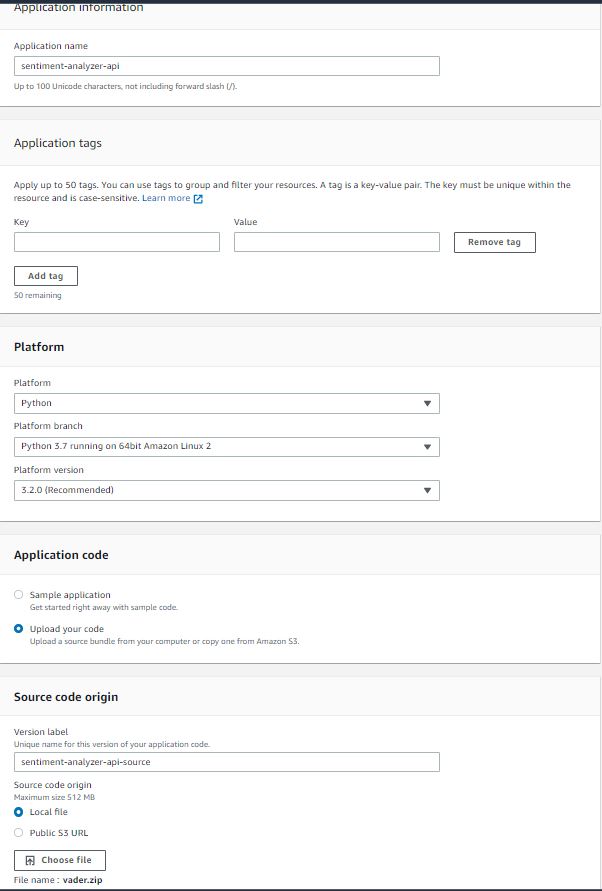 Application information
Application name
sentiment-analyzer-api
Up to 100 Unicode characters, not including forward slash (/).
Application tags
Apply up to 50 tags. You can use tags to group and filter your resources. A tag is a key-value pair. The key must be unique within the
resource and is case-sensitive. Learn more
Key
Value
Remove tag
Add tag
50 remaining
Platform
Platform
Python
Platform branch
Python 3.7 running on 64bit Amazon Linux 2
Platform version
3.2.0 (Recommended)
Application code
Sample application
Get started right away with sample code.
Upload your code
Upload a source bundle from your computer or copy one from Amazon S3.
Source code origin
Version label
Unique name for this version of your application code.
sentiment-analyzer-api-source
Source code origin
Maximum size 512 MB
Local file
Public S3 URL
Choose file
File name : vader.zip